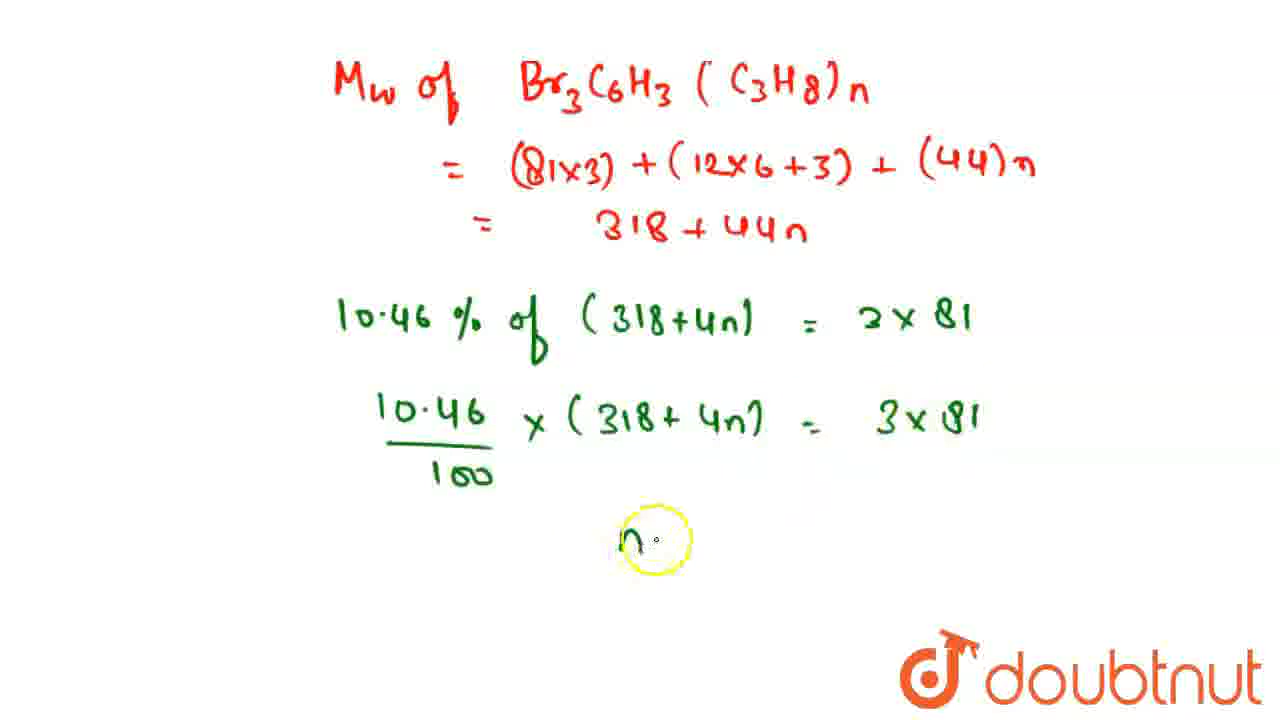 Mw of Br3C6H3 (C3H8)n
= (81×3) + (12×6+3) + (44)n
= 318 + 44n
10.46 % of (318+4n) = 3 × 81
10.46/100 × (318+4n) = 3 × 81
n
doubtnut